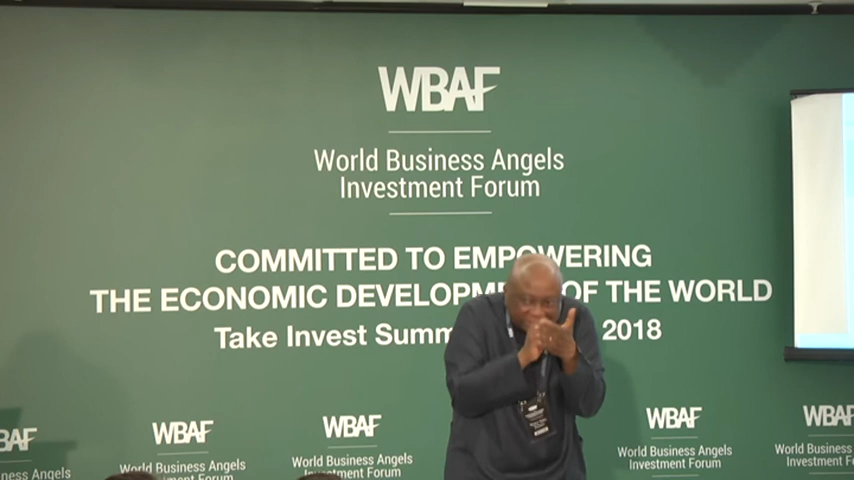 WBAF
World Business Angels
Investment Forum
COMMITTED TO EMPOWERING
THE ECONOMIC DEVELOPM OF THE WORLD
Take Invest Summ 2018
WBAF
World Business Angels
Investment Forum
WBAF
World Business Angels
Investment Forum
WBAF
World Business Angels
Investment Forum
AF
Business Angels
WBAF
World Business Angels
Investment Forum